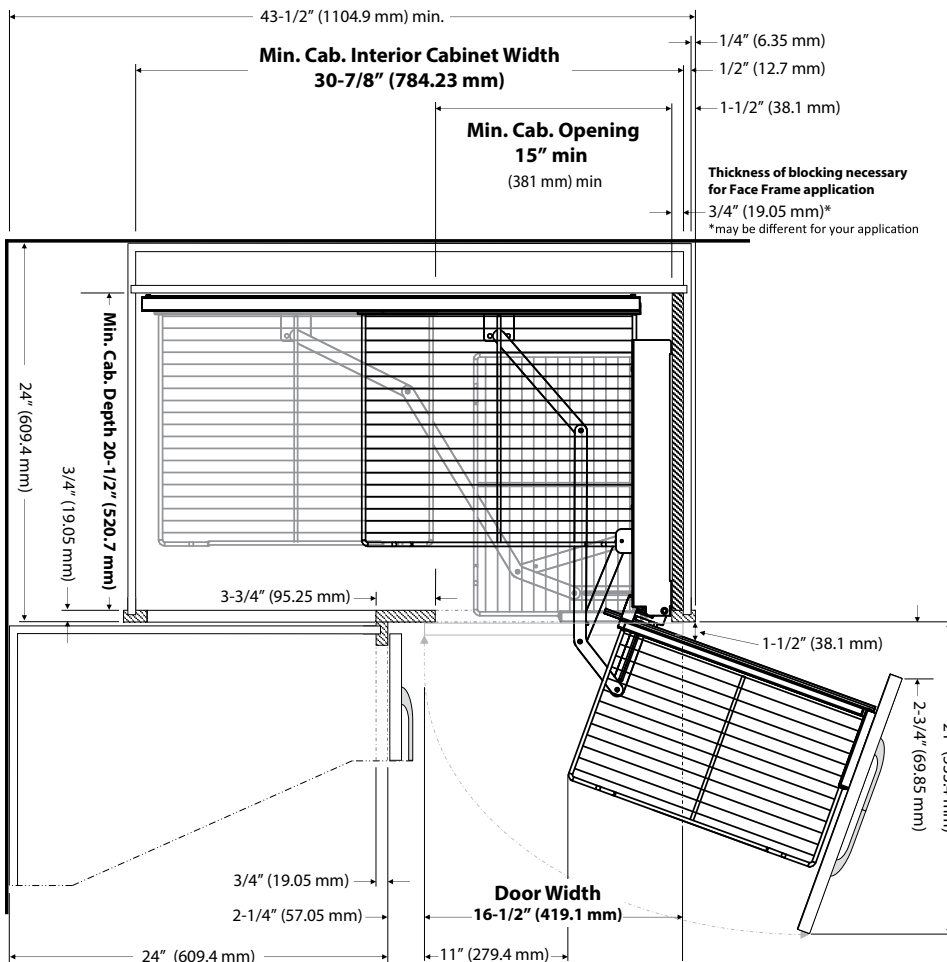 43-1/2” (1104.9 mm) min.
1/4” (6.35 mm)
Min. Cab. Interior Cabinet Width
30-7/8” (784.23 mm)
1/2” (12.7 mm)
1-1/2” (38.1 mm)
Min. Cab. Opening
15” min
(381 mm) min
Thickness of blocking necessary
for Face Frame application
3/4” (19.05 mm)*
*may be different for your application
24” (609.4 mm)
Min. Cab. Depth 20-1/2” (520.7 mm)
3/4” (19.05 mm)
3-3/4” (95.25 mm)
1-1/2” (38.1 mm)
2-3/4” (69.85 mm)
3/4” (19.05 mm)
Door Width
16-1/2” (419.1 mm)
2-1/4” (57.05 mm)
24” (609.4 mm)
11” (279.4 mm)